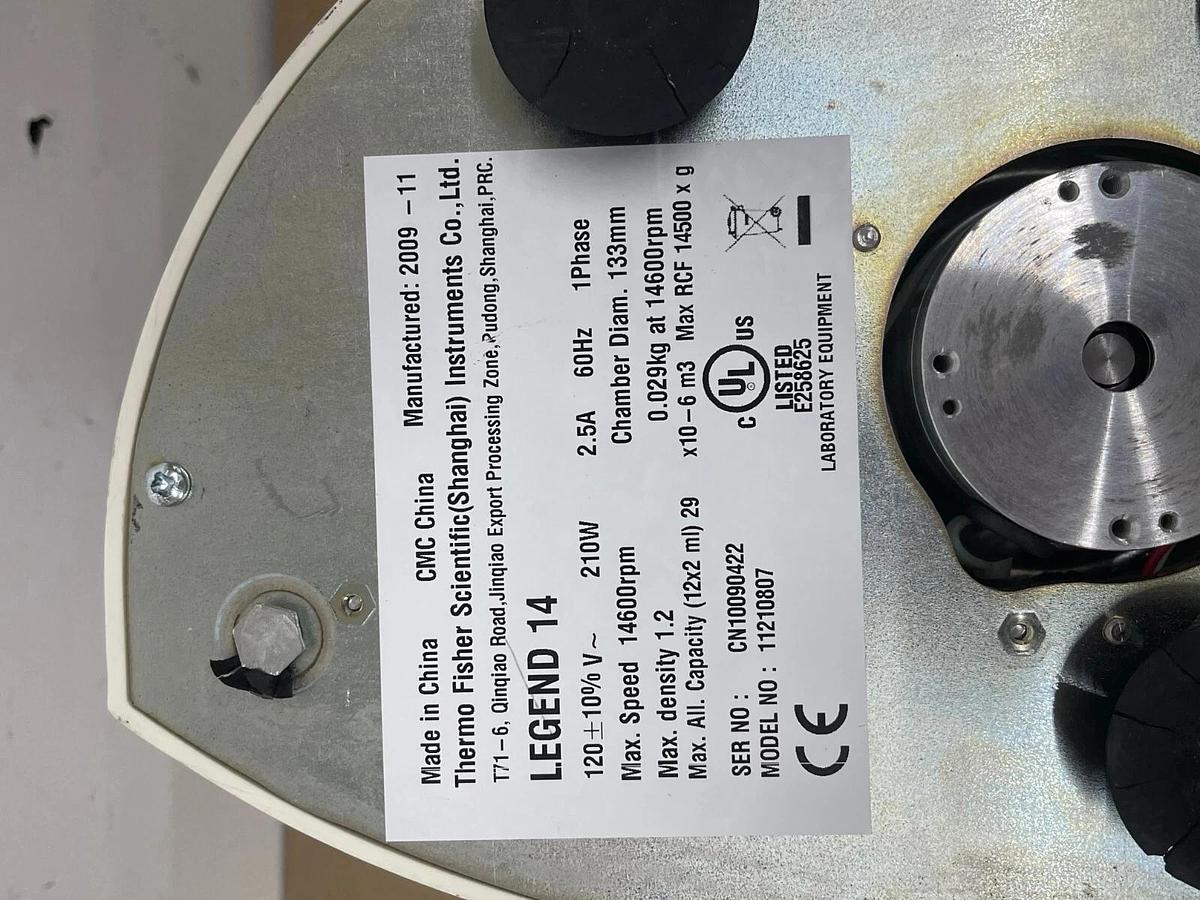 Made in China CMC China Manufactured: 2009 -11
Thermo Fisher Scientific(Shanghai) Instruments Co.,Ltd.
T71-6, Qinqiao Road,Jinqiao Export Processing Zone,Pudong,Shanghai,PRC.
LEGEND 14
120±10% V~ 210W 2.5A 60Hz 1Phase
Max. Speed 14600rpm Chamber Diam. 133mm
Max. density 1.2 0.029kg at 14600rpm
Max. All. Capacity (12x2 ml) 29 x10-6 m3 Max RCF 14500 x g
SER NO : CN10090422
MODEL NO : 11210807
CE
C UL US
LISTED
E258625
LABORATORY EQUIPMENT